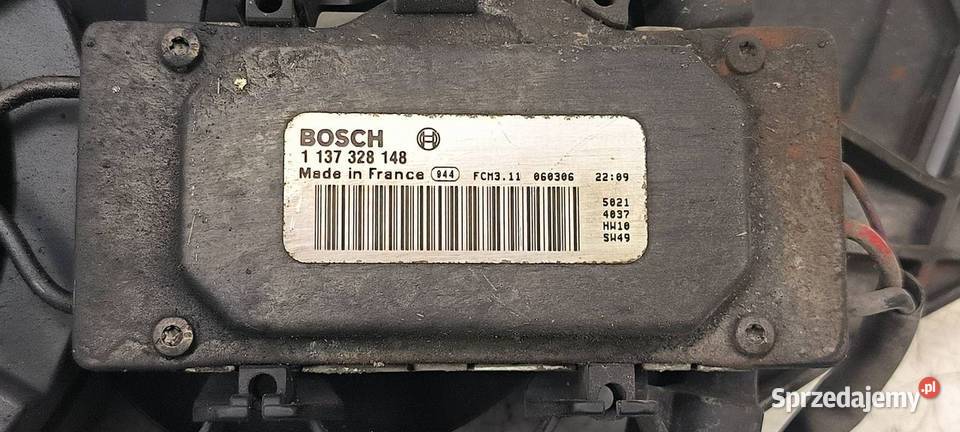 BOSCH
1 137 328 148
Made in France 944 FCM3.11 060306 22:09
5021
4037
HW10
SW49
Sprzedajemy.pl